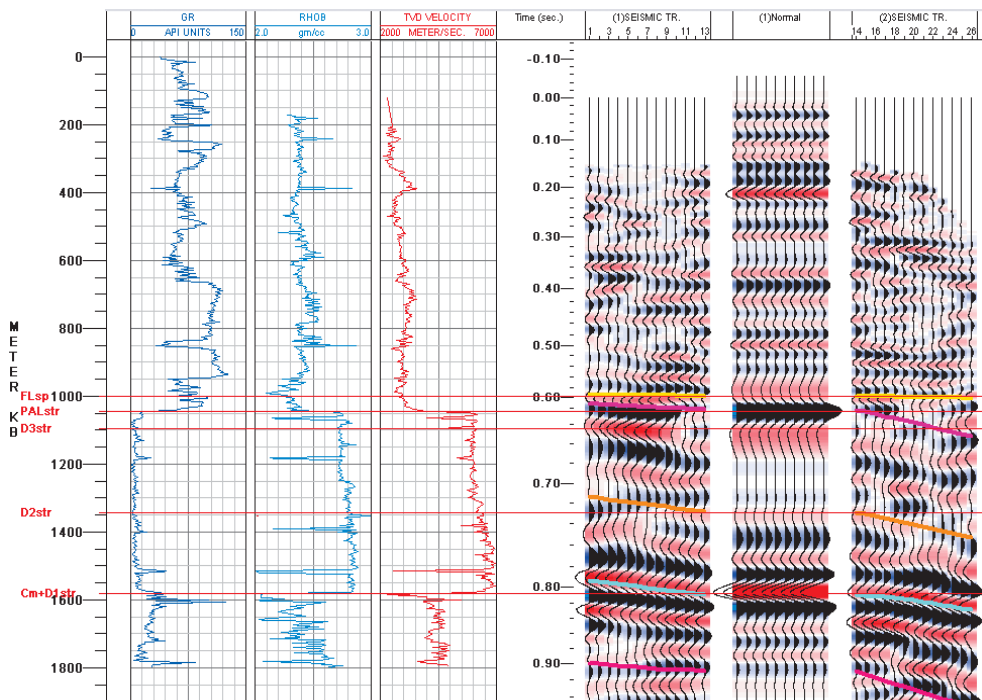 GR RHOB TVD VELOCITY Time (sec.) (1)SEISMIC TR. (1)Normal (2)SEISMIC TR.
0 API UNITS 150 2.0 gm/cc 3.0 2000 METER/SEC. 7000 1 3 5 7 9 11 13 14 16 18 20 22 24 26
0 -0.10
0.00
200 0.10
0.20
400 0.30
600 0.40
800 0.50
METER KB
FLsp 1000 0.60
PALstr
D3str
1200
0.70
D2str
1400
0.80
Cm+D1str
1600
1800 0.90